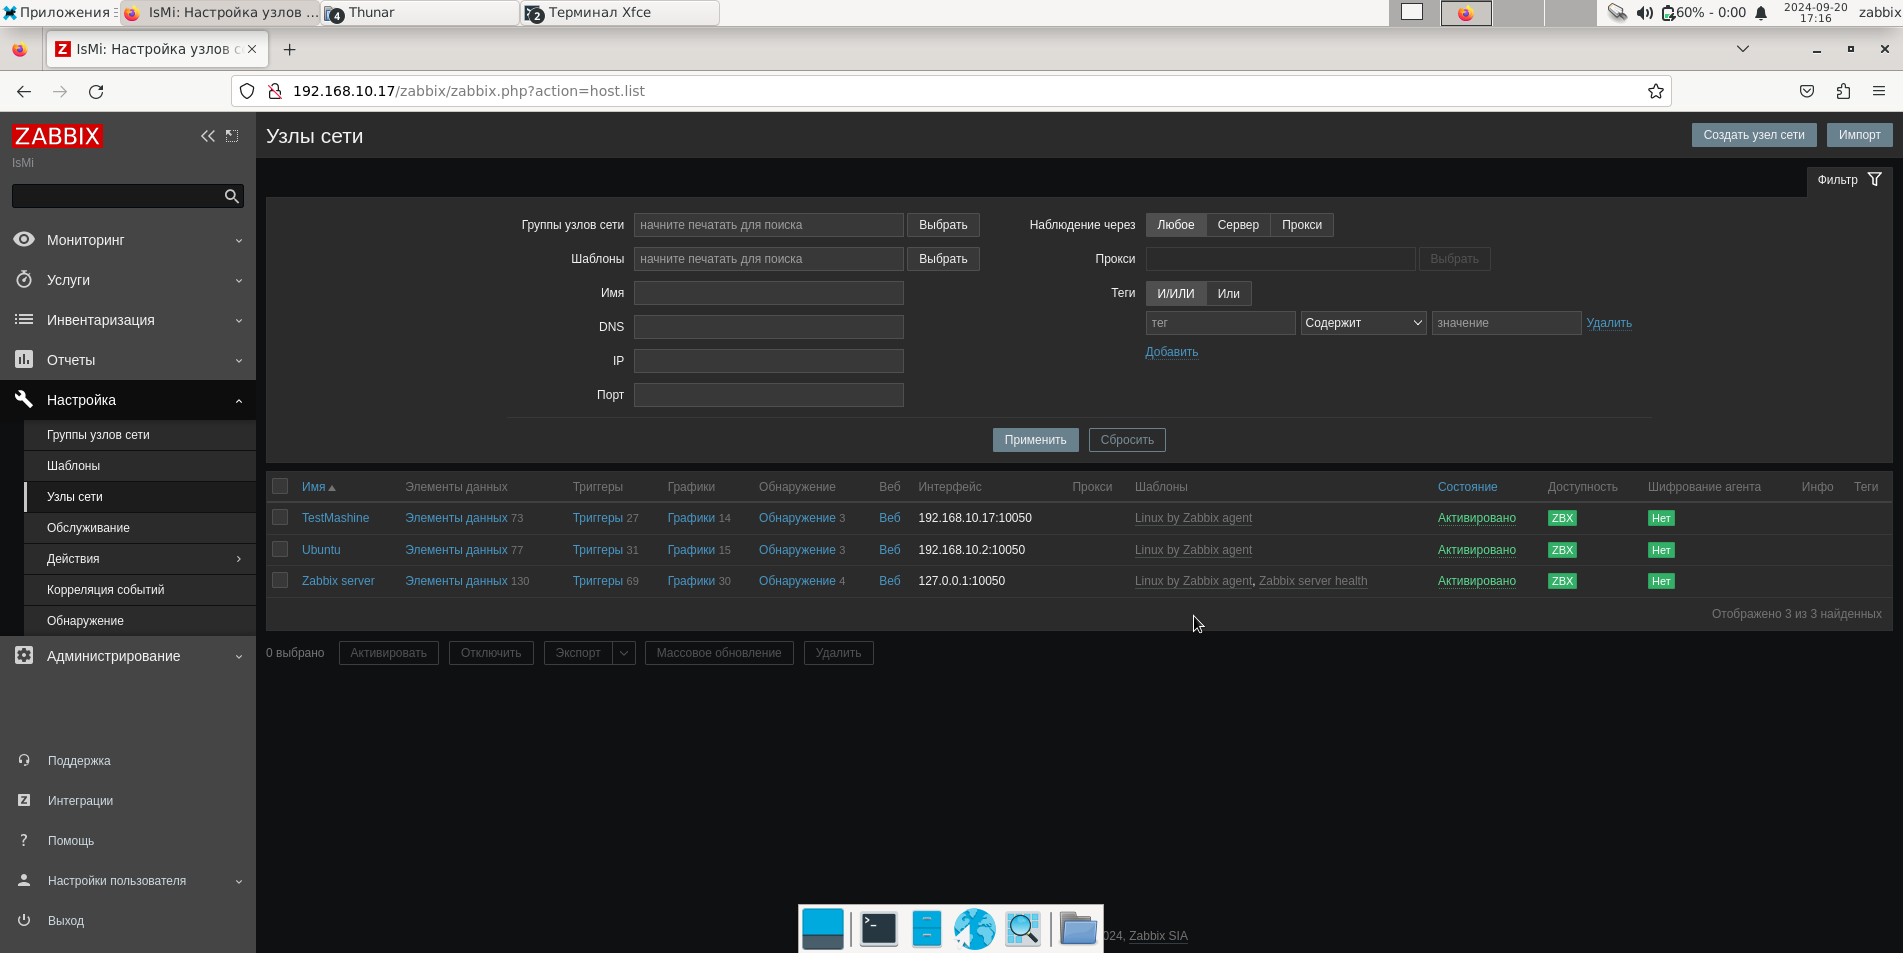 Приложения IsMi: Настройка узлов ... 4 Thunar 2 Терминал Xfce 60% - 0:00 2024-09-20 17:16 zabbix
Z IsMi: Настройка узлов с
192.168.10.17/zabbix/zabbix.php?action=host.list
ZABBIX
IsMi
Мониторинг
Услуги
Инвентаризация
Отчеты
Настройка
Группы узлов сети
Шаблоны
Узлы сети
Обслуживание
Действия
Корреляция событий
Обнаружение
Администрирование
Поддержка
Z Интеграции
? Помощь
Настройки пользователя
Выход
Узлы сети Создать узел сети Импорт
Фильтр
Группы узлов сети начните печатать для поиска Выбрать
Шаблоны начните печатать для поиска Выбрать
Имя
DNS
IP
Порт
Наблюдение через Любое Сервер Прокси
Прокси Выбрать
Теги И/ИЛИ Или
тег Содержит значение Удалить
Добавить
Применить Сбросить
Имя Элементы данных Триггеры Графики Обнаружение Веб Интерфейс Прокси Шаблоны Состояние Доступность Шифрование агента Инфо Теги
TestMashine Элементы данных 73 Триггеры 27 Графики 14 Обнаружение 3 Веб 192.168.10.17:10050 Linux by Zabbix agent Активировано ZBX Нет
Ubuntu Элементы данных 77 Триггеры 31 Графики 15 Обнаружение 3 Веб 192.168.10.2:10050 Linux by Zabbix agent Активировано ZBX Нет
Zabbix server Элементы данных 130 Триггеры 69 Графики 30 Обнаружение 4 Веб 127.0.0.1:10050 Linux by Zabbix agent, Zabbix server health Активировано ZBX Нет
Отображено 3 из 3 найденных
0 выбрано Активировать Отключить Экспорт Массовое обновление Удалить
024, Zabbix SIA